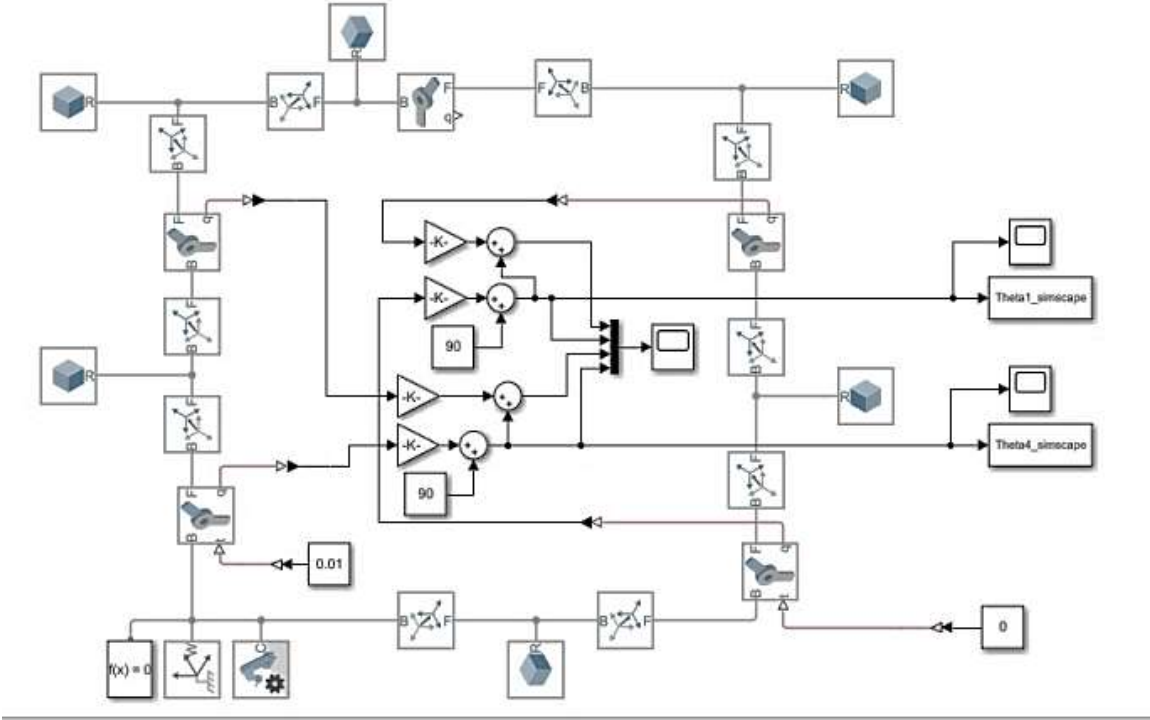 R
R
B F
B
F
q
F B
R
F
B
F
B
F q
B
F q
B
-K-
++
-K-
++
Theta1_simscape
90
F
B
F
B
R
R
-K-
++
F
B
-K-
++
Theta4_simscape
90
F
B
F q
B t
0.01
F q
B t
B F
B F
0
f(x) = 0
W
C
R